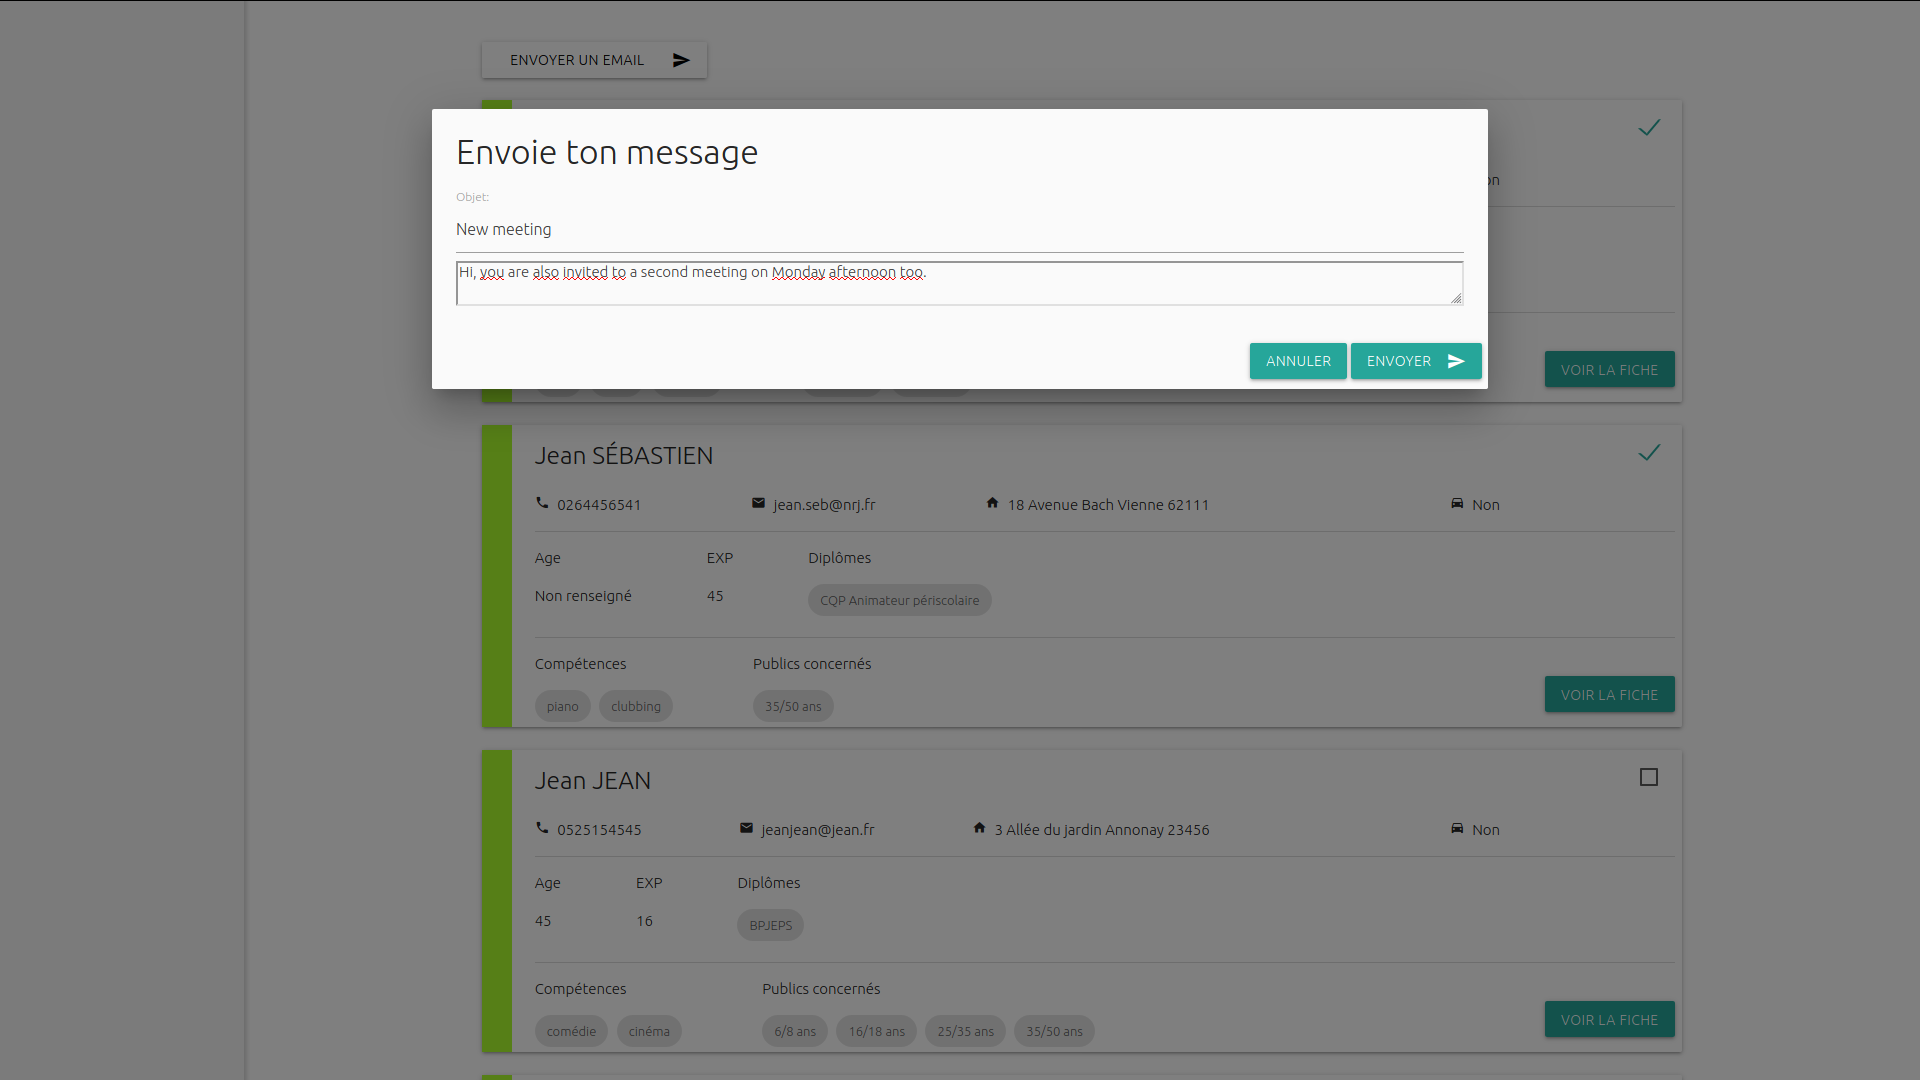 ENVOYER UN EMAIL
Envoie ton message
Objet:
New meeting
Hi, you are also invited to a second meeting on Monday afternoon too.
ANNULER ENVOYER
VOIR LA FICHE
Jean SÉBASTIEN
0264456541 jean.seb@nrj.fr 18 Avenue Bach Vienne 62111 Non
Age EXP Diplômes
Non renseigné 45 CQP Animateur périscolaire
Compétences Publics concernés
piano clubbing 35/50 ans
VOIR LA FICHE
Jean JEAN
0525154545 jeanjean@jean.fr 3 Allée du jardin Annonay 23456 Non
Age EXP Diplômes
45 16 BPJEPS
Compétences Publics concernés
comédie cinéma 6/8 ans 16/18 ans 25/35 ans 35/50 ans
VOIR LA FICHE